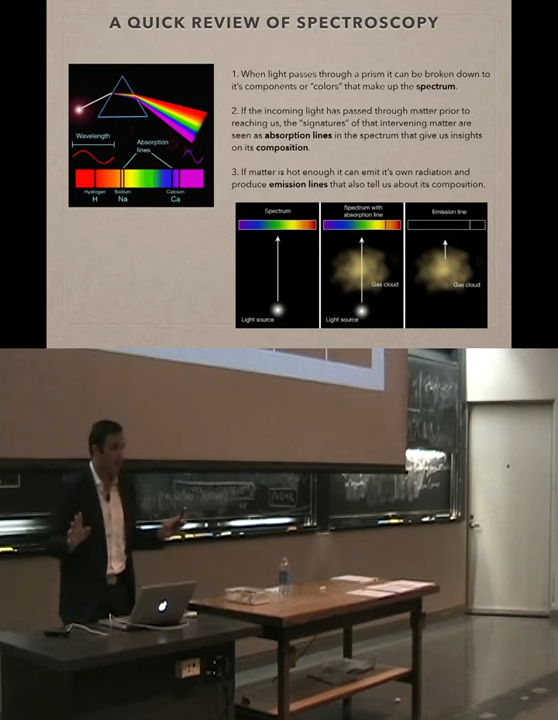 A QUICK REVIEW OF SPECTROSCOPY
1. When light passes through a prism it can be broken down to
it's components or "colors" that make up the spectrum.
2. If the incoming light has passed through matter prior to
reaching us, the "signatures" of that intervening matter are
seen as absorption lines in the spectrum that give us insights
on its composition.
3. If matter is hot enough it can emit it's own radiation and
produce emission lines that also tell us about its composition.
Wavelength
Absorption
lines
Hydrogen Sodium Calcium
H Na Ca
Spectrum
Light source
Spectrum with
absorption line
Gas cloud
Light source
Emission line
Gas cloud